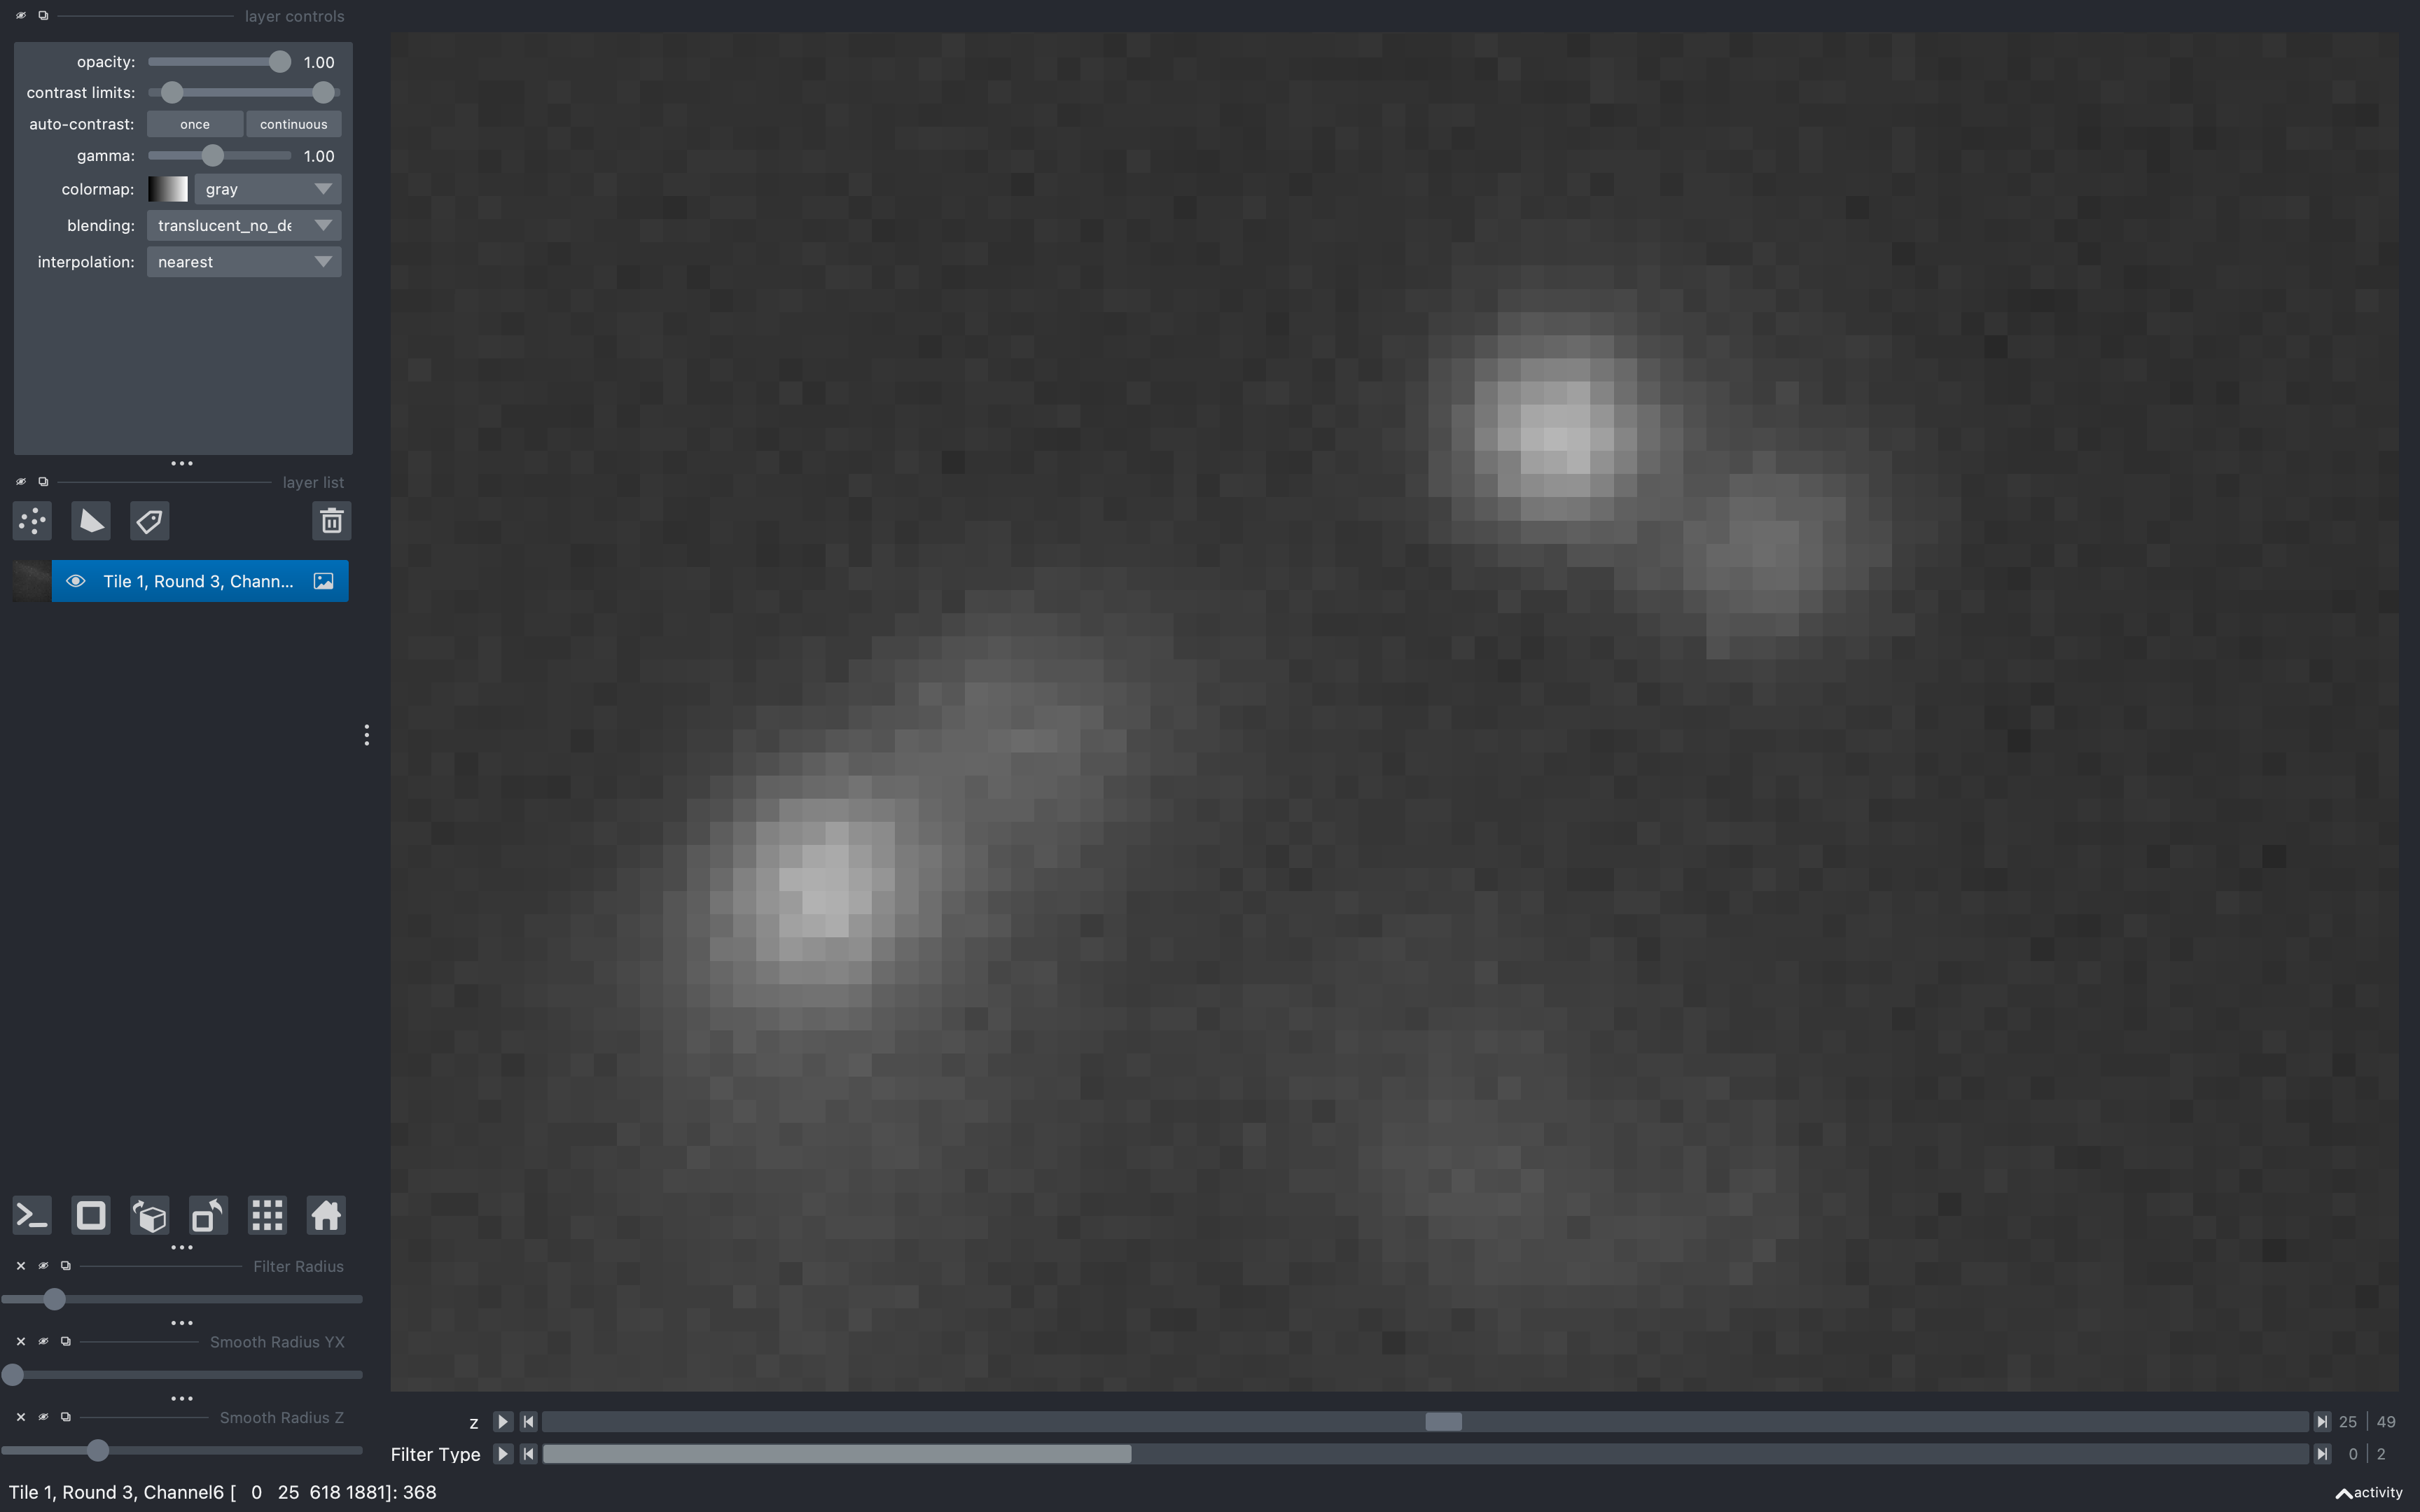 layer controls
opacity: 1.00
contrast limits:
auto-contrast: once continuous
gamma: 1.00
colormap: gray
blending: translucent_no_de
interpolation: nearest
layer list
Tile 1, Round 3, Chann...
Filter Radius
Smooth Radius YX
Smooth Radius Z
z 25 49
Filter Type 0 2
Tile 1, Round 3, Channel6 [ 0 25 618 1881]: 368
activity